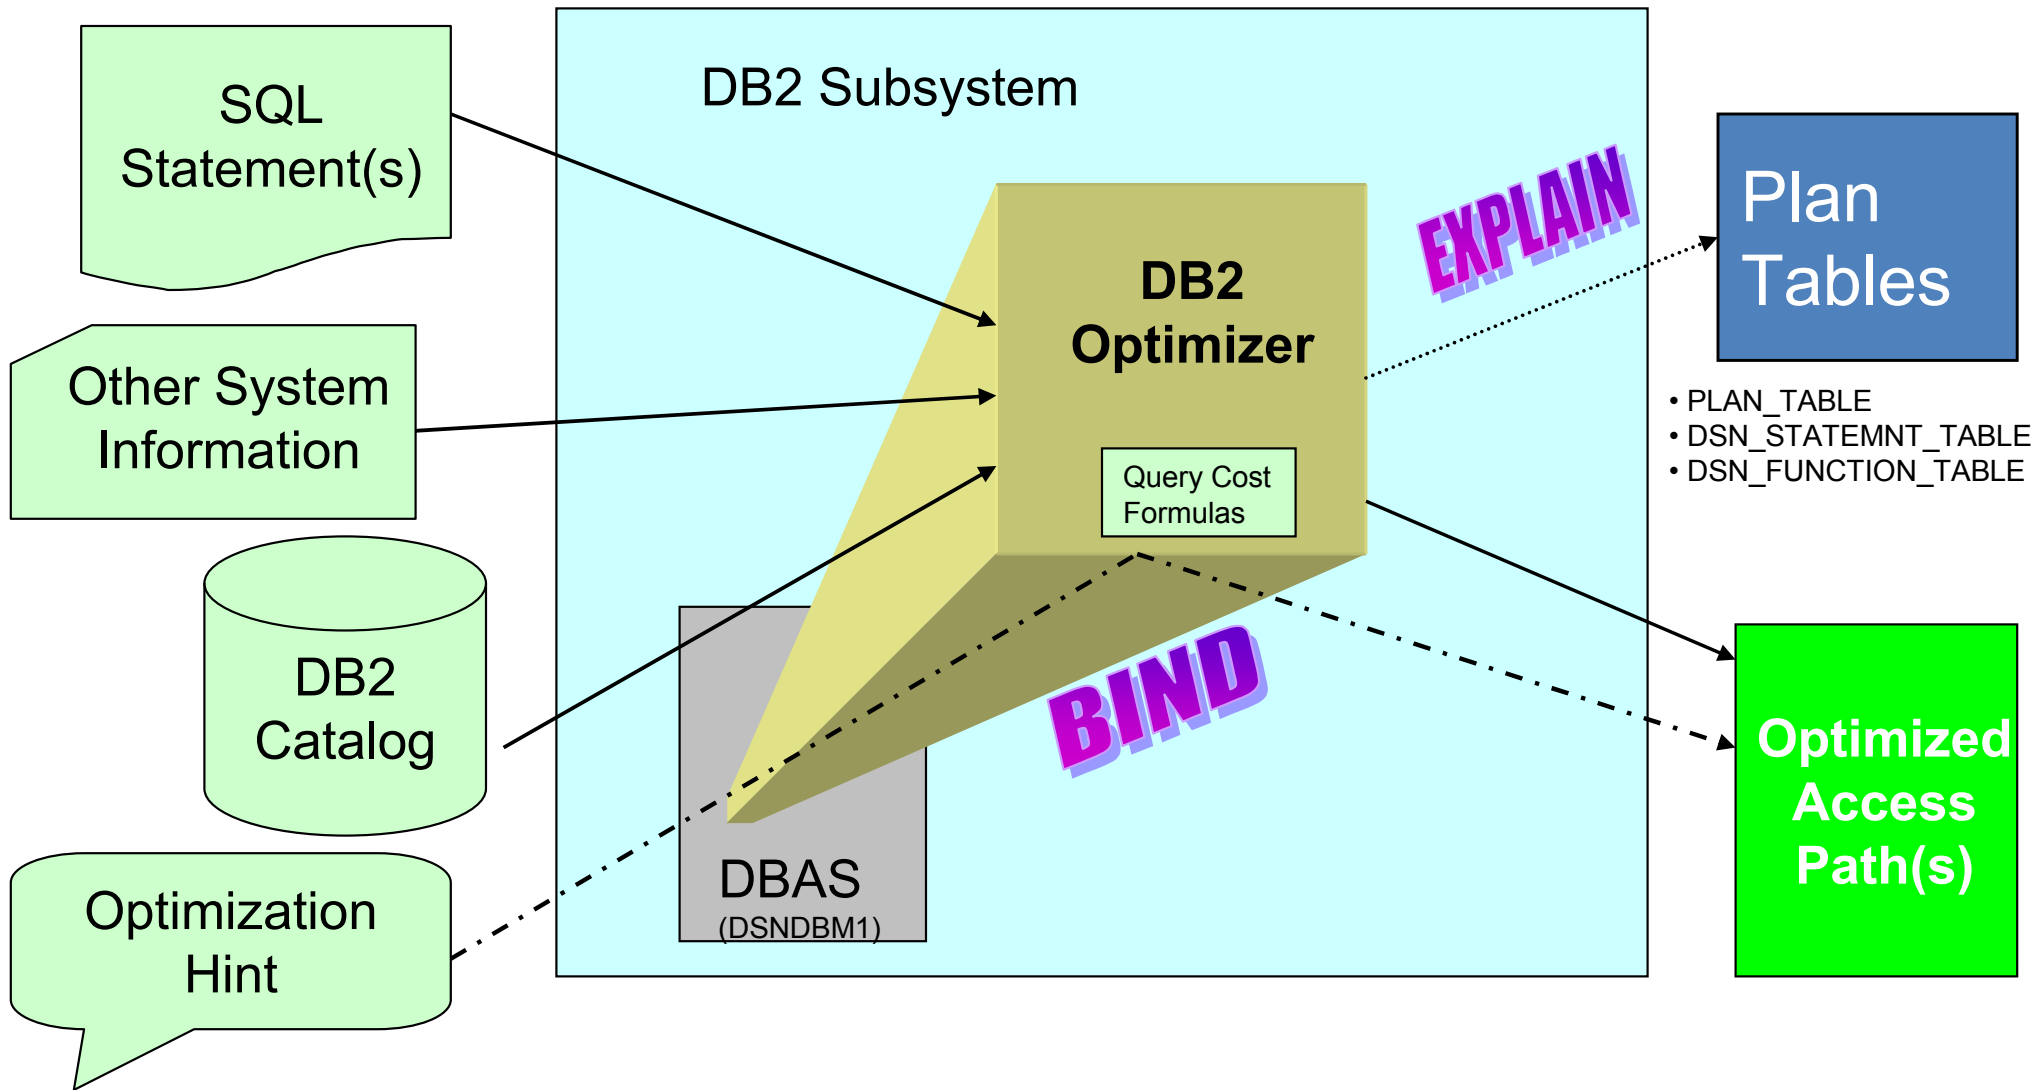 SQL
Statement(s)
Other System
Information
DB2
Catalog
Optimization
Hint
DB2 Subsystem
DB2
Optimizer
Query Cost
Formulas
DBAS
(DSNDBM1)
EXPLAIN
BIND
Plan
Tables
• PLAN_TABLE
• DSN_STATEMNT_TABLE
• DSN_FUNCTION_TABLE
Optimized
Access
Path(s)